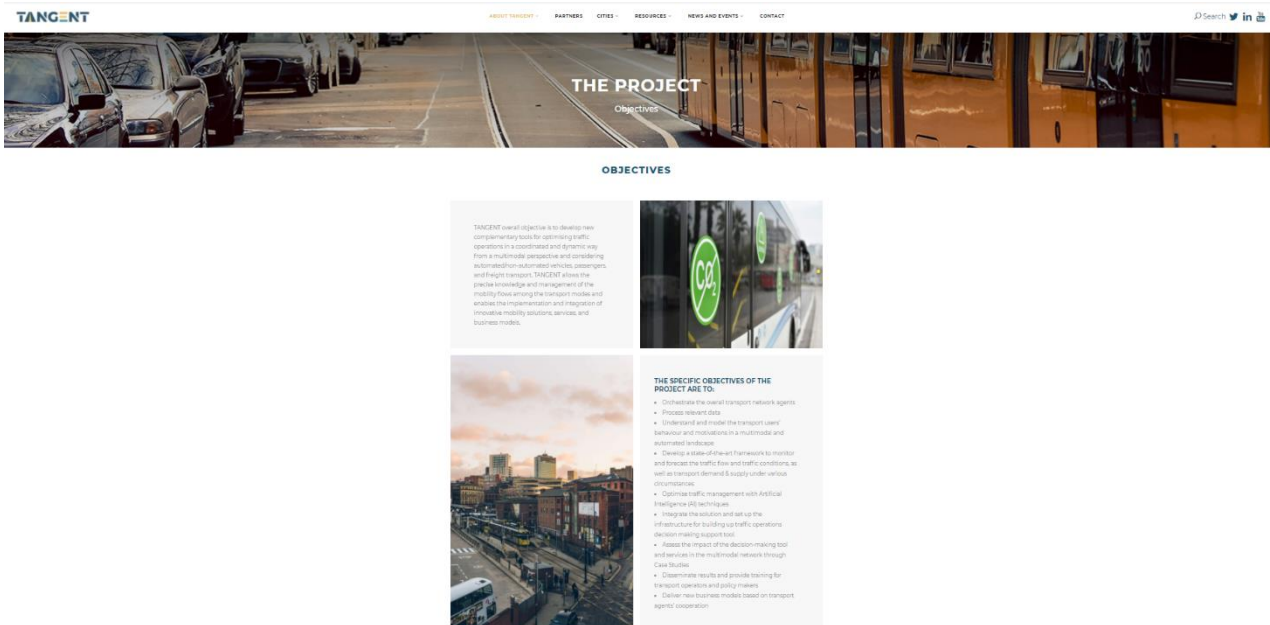 TANGENT
ABOUT TANGENT
PARTNERS
CITIES
RESOURCES
NEWS AND EVENTS
CONTACT
Search
THE PROJECT
Objectives
OBJECTIVES
TANGENT overall objective is to develop new
complementary tools for optimising traffic
operations in a coordinated and dynamic way
from a multimodal perspective and considering
automated/non-automated vehicles, passengers,
and freight transport. TANGENT allows the
precise knowledge and management of the
mobility flows among the transport modes and
enables the implementation and integration of
innovative mobility solutions, services, and
business models.
CO2
THE SPECIFIC OBJECTIVES OF THE
PROJECT ARE TO:
• Orchestrate the overall transport network agents
• Process relevant data
• Understand and model the transport users'
behaviour and motivations in a multimodal and
automated landscape
• Develop a state-of-the-art framework to monitor
and forecast the traffic flow and traffic conditions, as
well as transport demand & supply under various
circumstances
• Optimise traffic management with Artificial
Intelligence (AI) techniques
• Integrate the solution and set up the
infrastructure for building up traffic operations
decision making support tool
• Assess the impact of the decision-making tool
and services in the multimodal network through
Case Studies
• Disseminate results and provide training for
transport operators and policy makers
• Deliver new business models based on transport
agents' cooperation